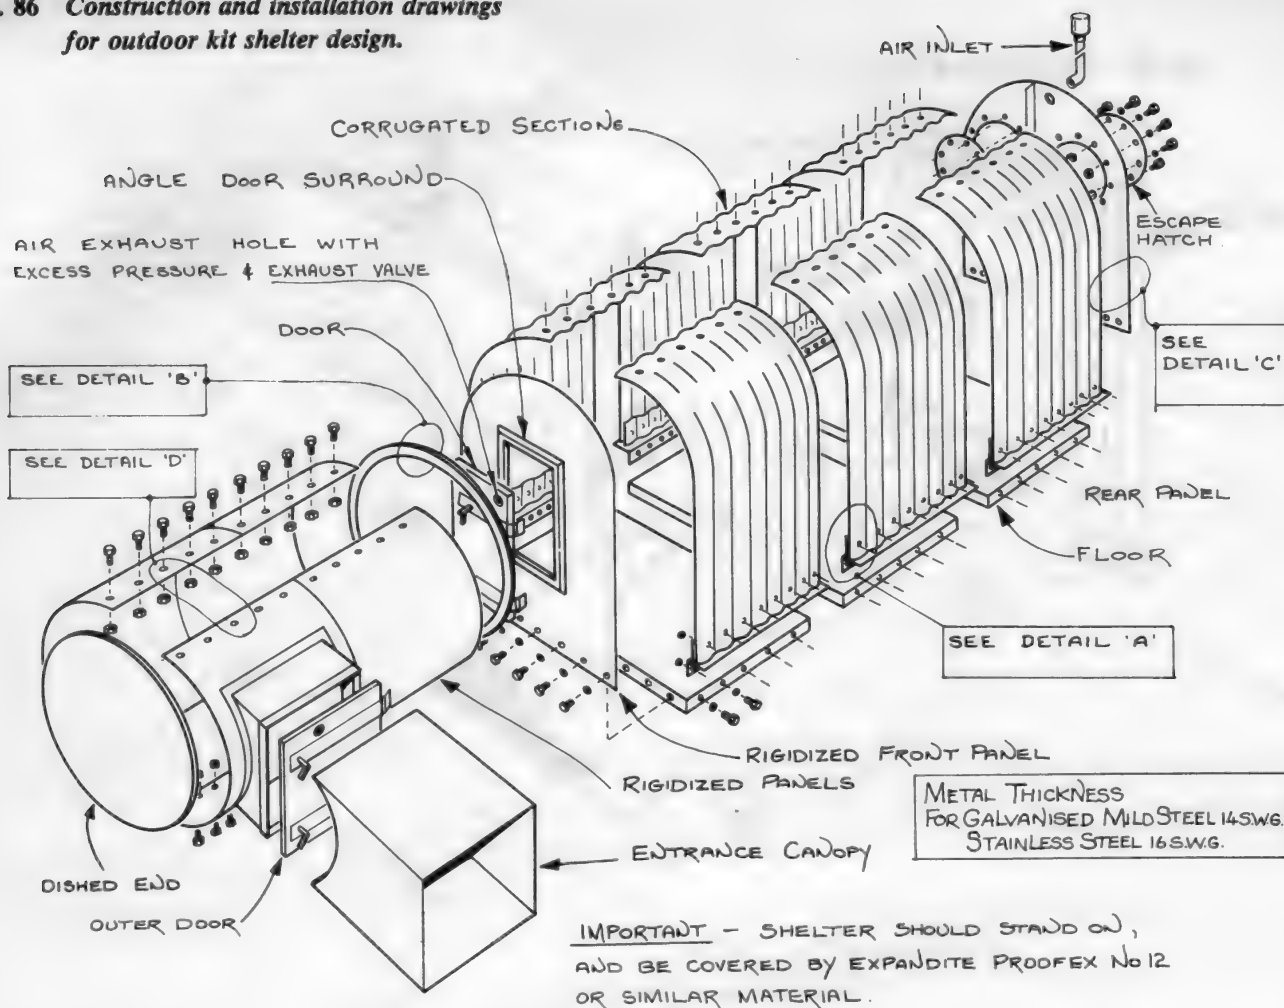 . 86 Construction and installation drawings
for outdoor kit shelter design.
AIR INLET
CORRUGATED SECTIONS
ANGLE DOOR SURROUND
AIR EXHAUST HOLE WITH
EXCESS PRESSURE & EXHAUST VALVE
DOOR
ESCAPE
HATCH
SEE DETAIL 'B'
SEE
DETAIL 'C'
SEE DETAIL 'D'
REAR PANEL
FLOOR
SEE DETAIL 'A'
RIGIDIZED FRONT PANEL
RIGIDIZED PANELS
METAL THICKNESS
FOR GALVANISED MILD STEEL 14S.W.G.
STAINLESS STEEL 16S.W.G.
ENTRANCE CANOPY
DISHED END
OUTER DOOR
IMPORTANT - SHELTER SHOULD STAND ON,
AND BE COVERED BY EXPANDITE PROOFEX No 12
OR SIMILAR MATERIAL.